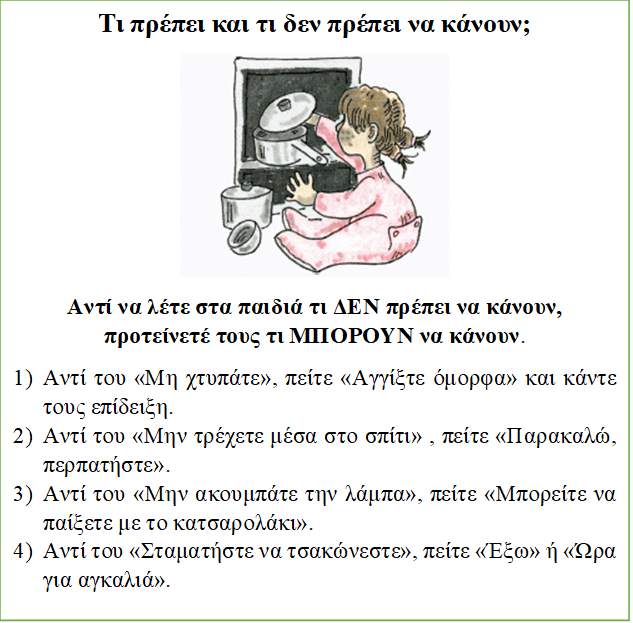 Τι πρέπει και τι δεν πρέπει να κάνουν;
Αντί να λέτε στα παιδιά τι ΔΕΝ πρέπει να κάνουν,
προτείνετέ τους τι ΜΠΟΡΟΥΝ να κάνουν.
1) Αντί του «Μη χτυπάτε», πείτε «Αγγίξτε όμορφα» και κάντε
τους επίδειξη.
2) Αντί του «Μην τρέχετε μέσα στο σπίτι» , πείτε «Παρακαλώ,
περπατήστε».
3) Αντί του «Μην ακουμπάτε την λάμπα», πείτε «Μπορείτε να
παίξετε με το κατσαρολάκι».
4) Αντί του «Σταματήστε να τσακώνεστε», πείτε «Έξω» ή «Ώρα
για αγκαλιά».